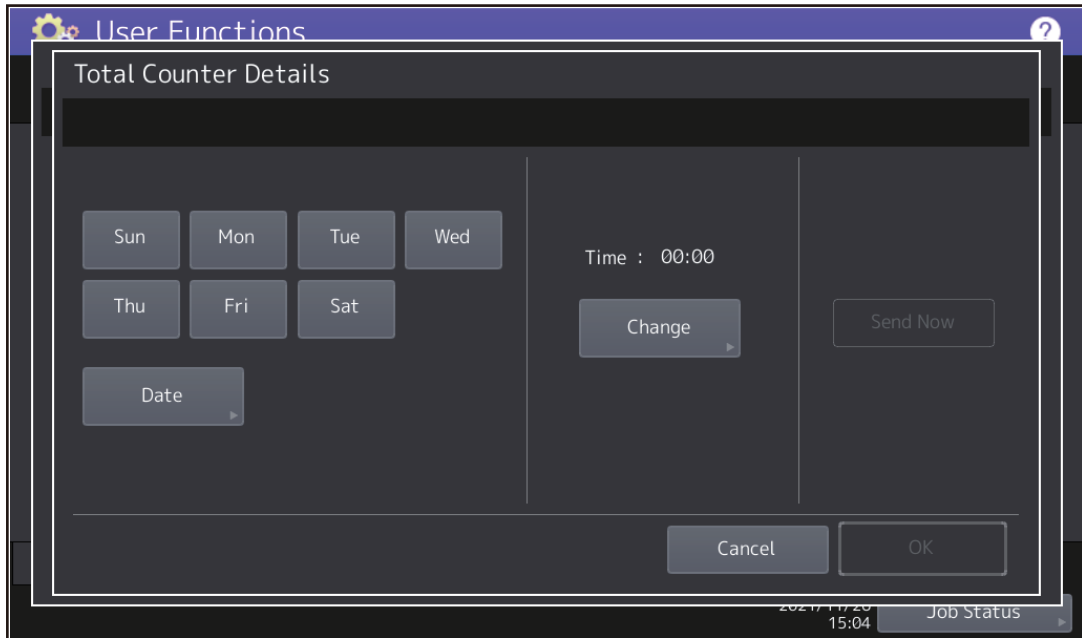 User Functions
?
Total Counter Details
Sun Mon Tue Wed
Thu Fri Sat
Date
Time : 00:00
Change
Send Now
Cancel OK
15:04
Job Status